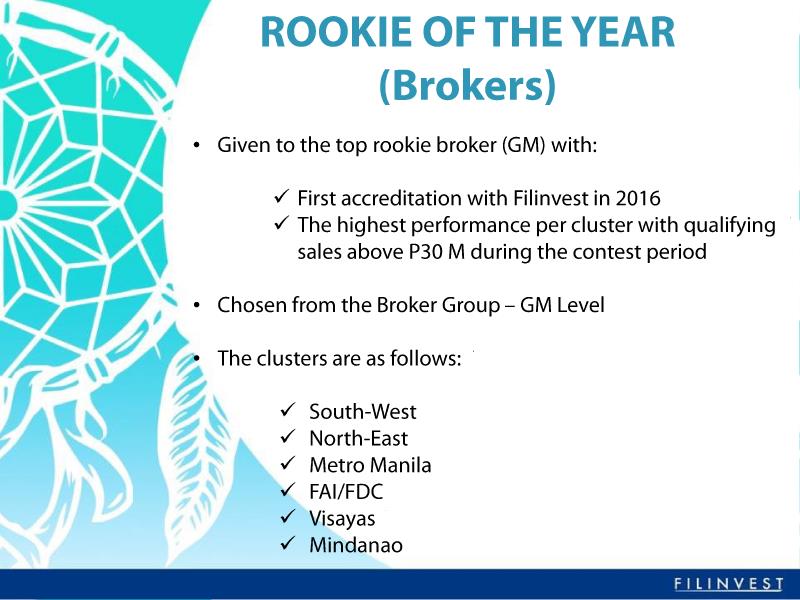 ROOKIE OF THE YEAR
(Brokers)
• Given to the top rookie broker (GM) with:
✓ First accreditation with Filinvest in 2016
✓ The highest performance per cluster with qualifying
sales above P30 M during the contest period
• Chosen from the Broker Group – GM Level
• The clusters are as follows:
✓ South-West
✓ North-East
✓ Metro Manila
✓ FAI/FDC
✓ Visayas
✓ Mindanao
FILINVEST